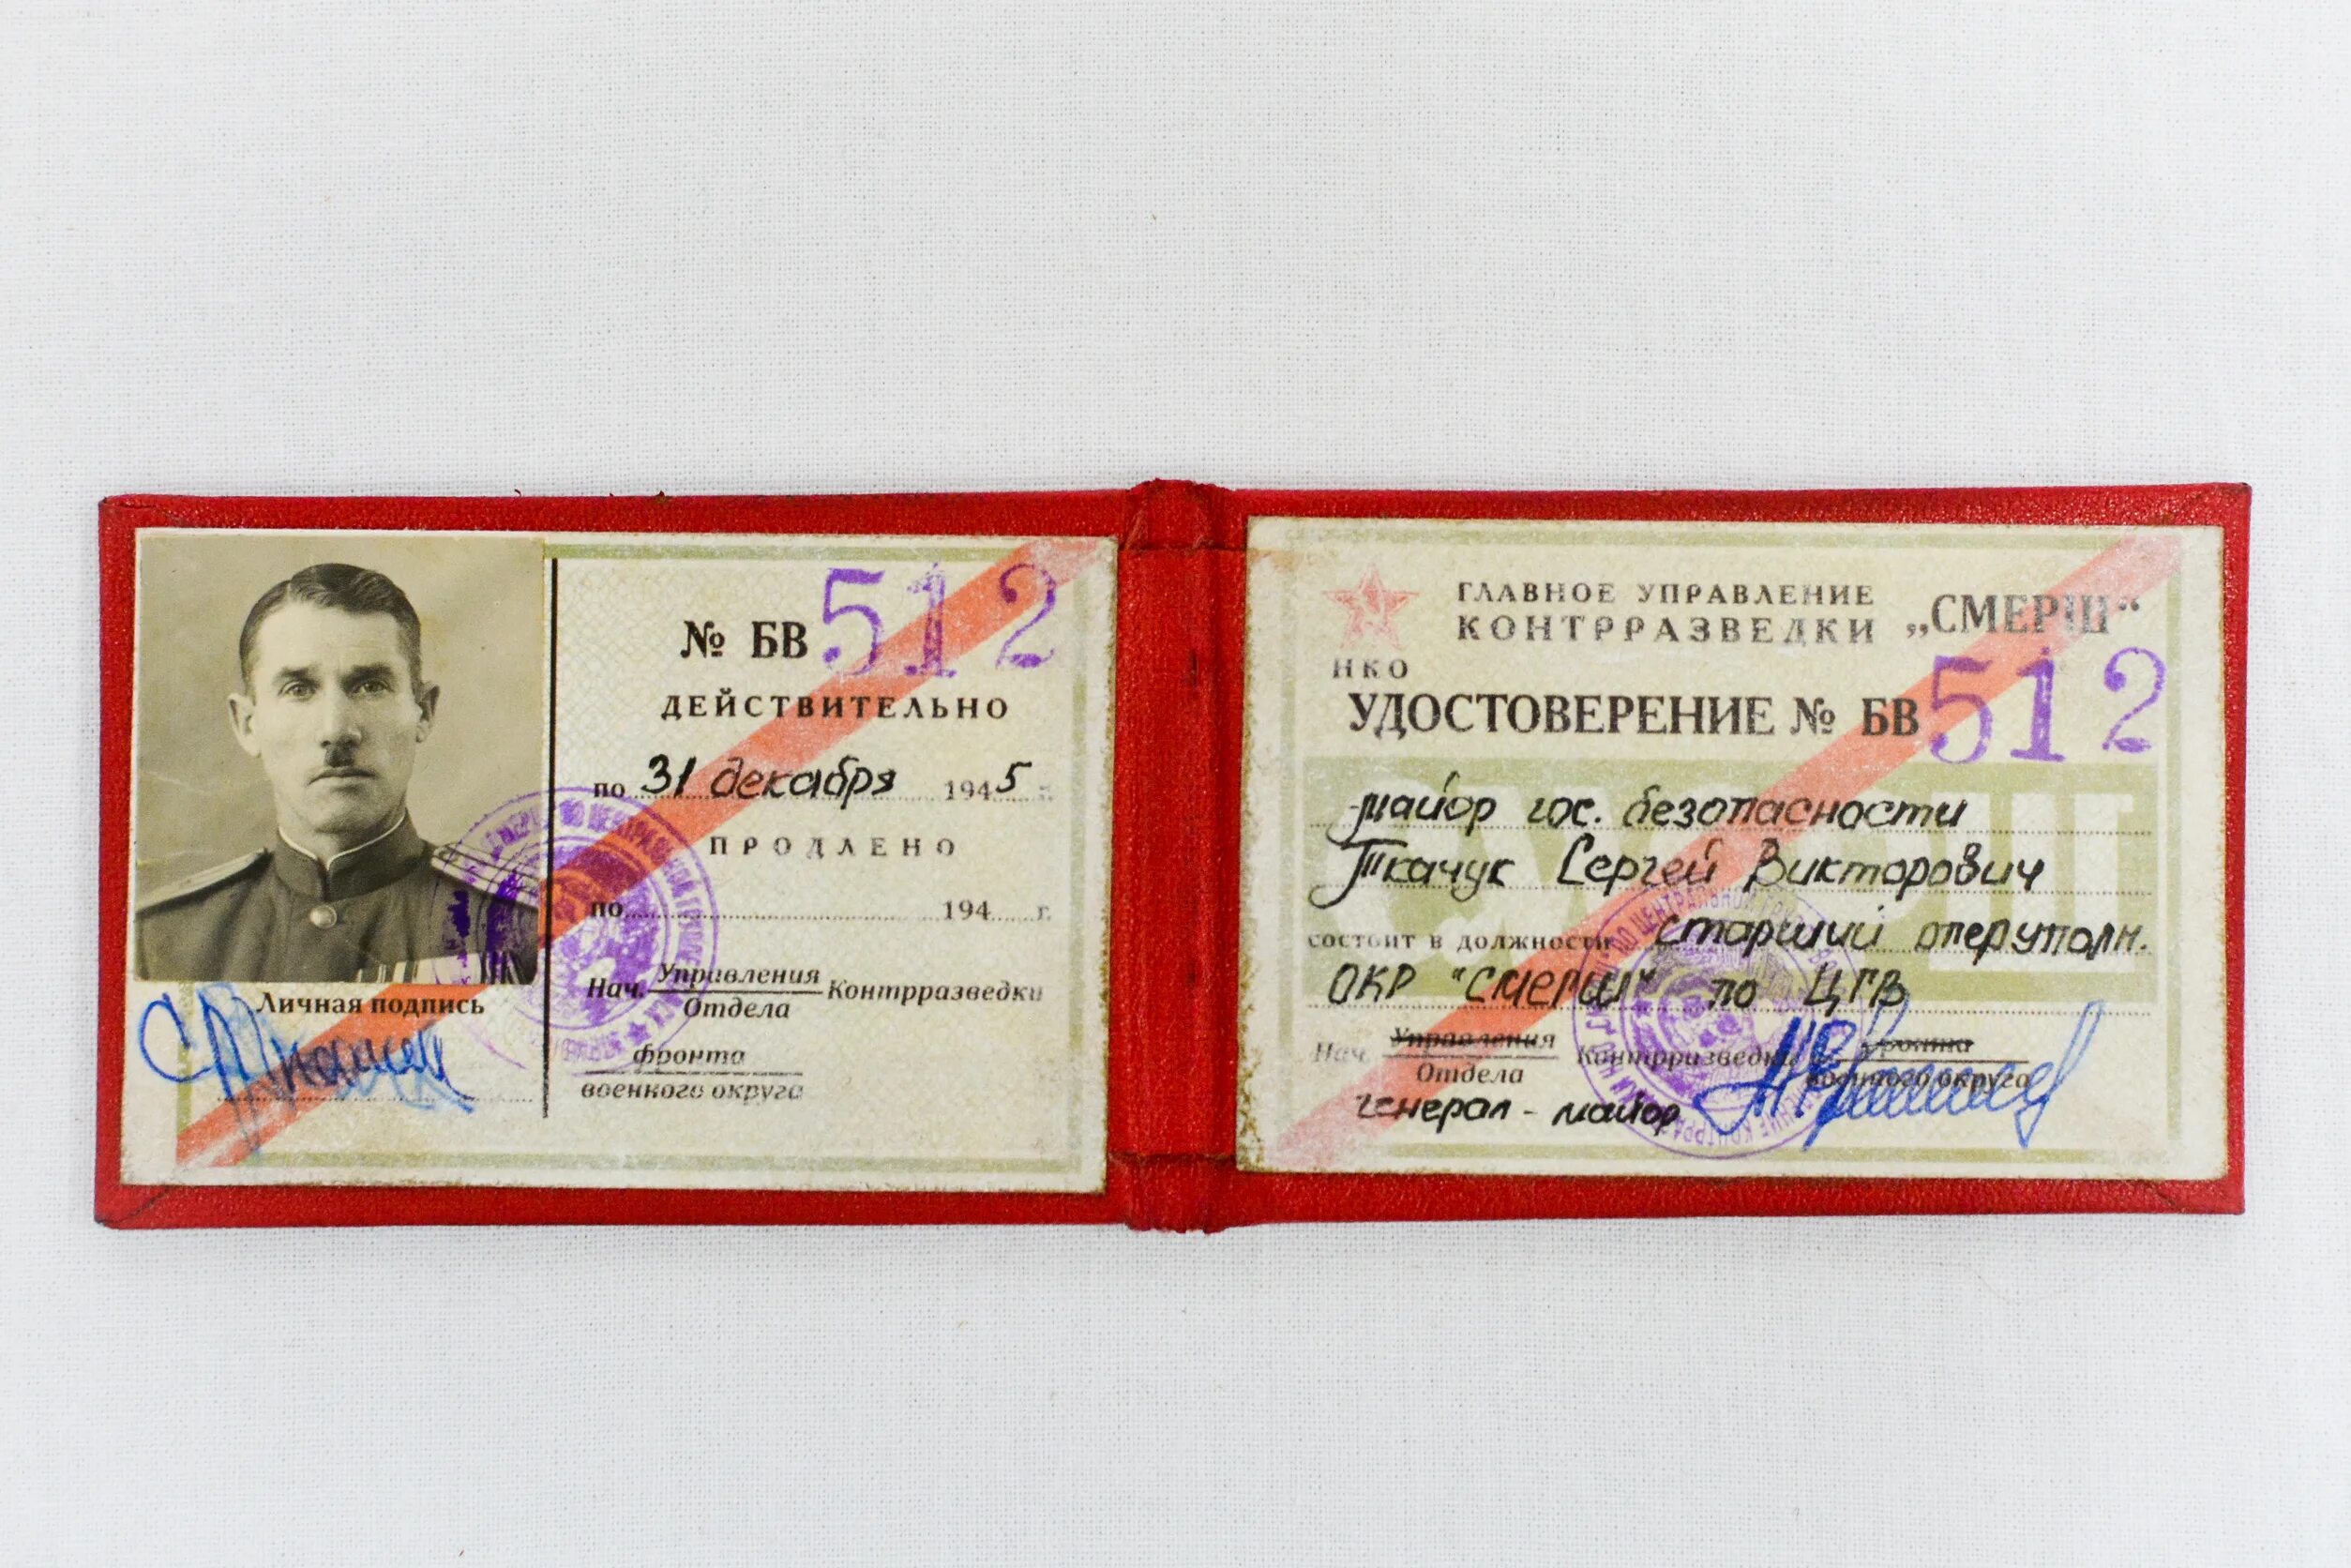 № БВ 512
ДЕЙСТВИТЕЛЬНО
по 31 декабря 1945 г.
ПРОДЛЕНО
по 194 г.
Нач. Управления Контрразведки
Отдела
фронта
военного округа
Личная подпись
ГЛАВНОЕ УПРАВЛЕНИЕ
КОНТРРАЗВЕДКИ „СМЕРШ“
НКО
УДОСТОВЕРЕНИЕ № БВ 512
майор гос. безопасности
Ткачук Сергей Викторович
состоит в должности старший оперуполн.
ОКР "СМЕРШ" по ЦГВ
Нач. Управления Контрразведки фронта
Отдела военного округа
генерал-майор